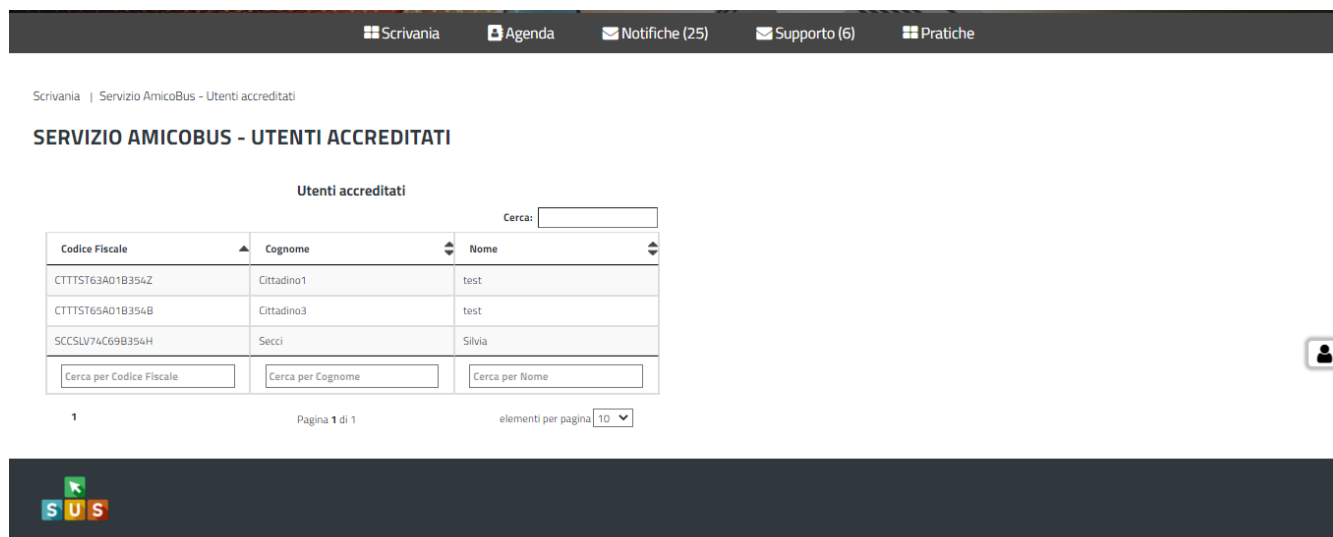 Scrivania Agenda Notifiche (25) Supporto (6) Pratiche
Scrivania | Servizio AmicoBus - Utenti accreditati
SERVIZIO AMICOBUS - UTENTI ACCREDITATI
Utenti accreditati
Cerca:
Codice Fiscale Cognome Nome
CTTTST63A01B354Z Cittadino1 test
CTTTST65A01B354B Cittadino3 test
SCCSLV74C69B354H Secci Silvia
Cerca per Codice Fiscale Cerca per Cognome Cerca per Nome
1 Pagina 1 di 1 elementi per pagina 10
SUS